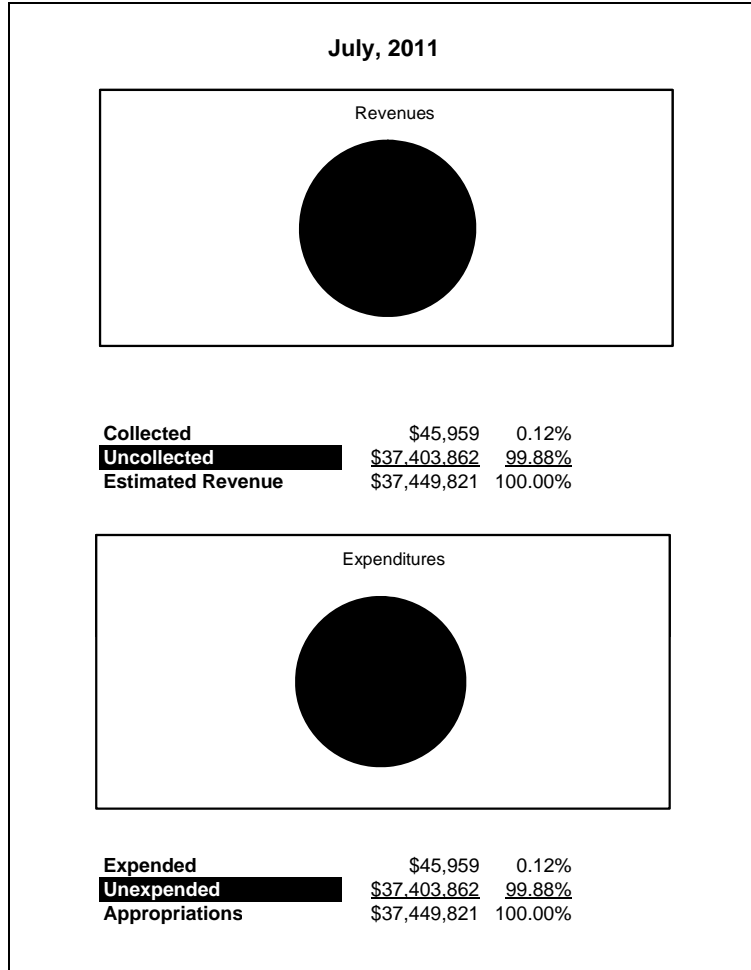 July, 2011
Revenues
Collected $45,959 0.12%
Uncollected $37,403,862 99.88%
Estimated Revenue $37,449,821 100.00%
Expenditures
Expended $45,959 0.12%
Unexpended $37,403,862 99.88%
Appropriations $37,449,821 100.00%